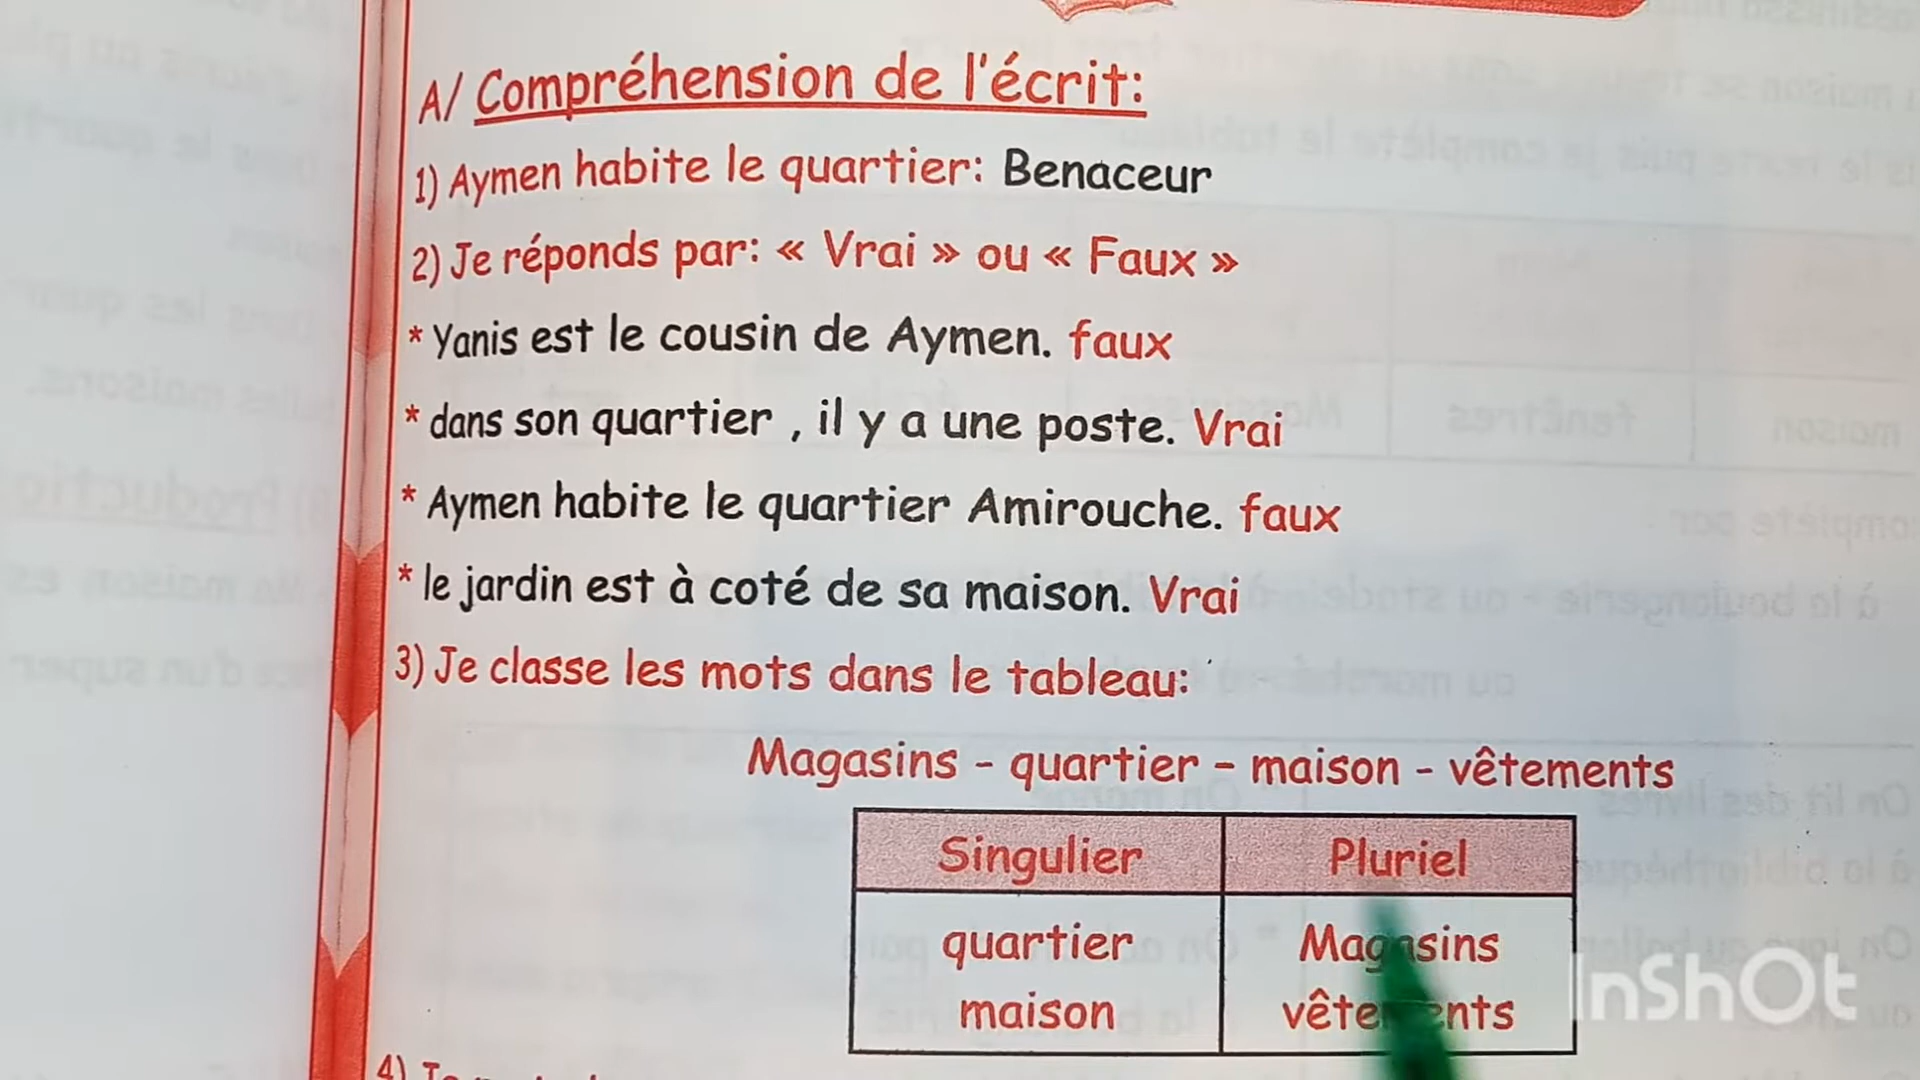 A/ Compréhension de l'écrit:
1) Aymen habite le quartier: Benaceur
2) Je réponds par: « Vrai » ou « Faux »
* Yanis est le cousin de Aymen. faux
* dans son quartier , il y a une poste. Vrai
* Aymen habite le quartier Amirouche. faux
* le jardin est à coté de sa maison. Vrai
3) Je classe les mots dans le tableau:
Magasins - quartier - maison - vêtements
Singulier Pluriel
quartier Magasins
maison vêtements
4)
InShOt